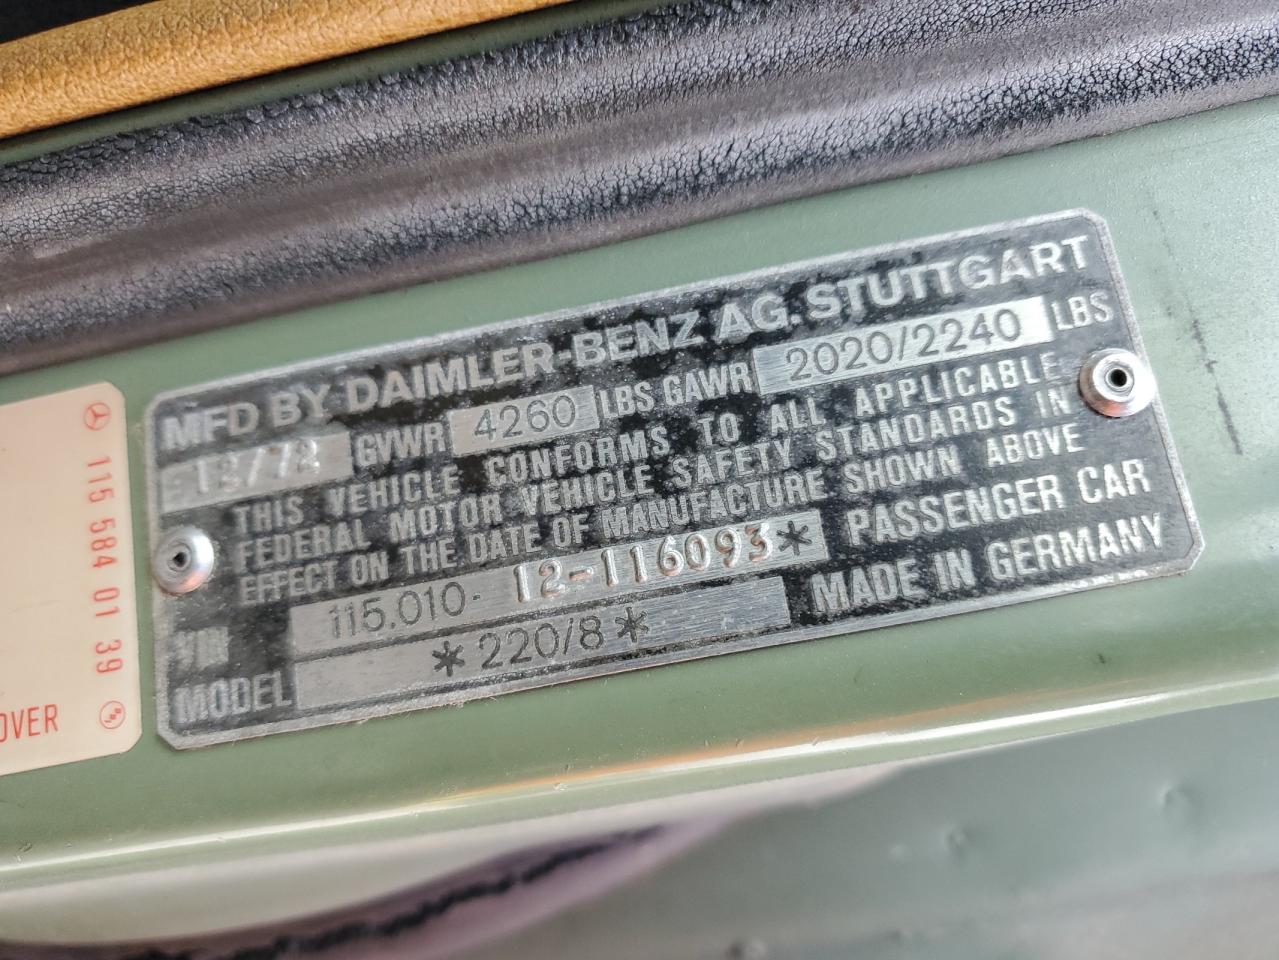 MFD BY DAIMLER-BENZ AG. STUTTGART
12/72 GVWR 4260 LBS GAWR 2020/2240 LBS
THIS VEHICLE CONFORMS TO ALL APPLICABLE
FEDERAL MOTOR VEHICLE SAFETY STANDARDS IN
EFFECT ON THE DATE OF MANUFACTURE SHOWN ABOVE
VIN 115.010- 12-116093* PASSENGER CAR
MODEL *220/8* MADE IN GERMANY
115 584 01 39
OVER